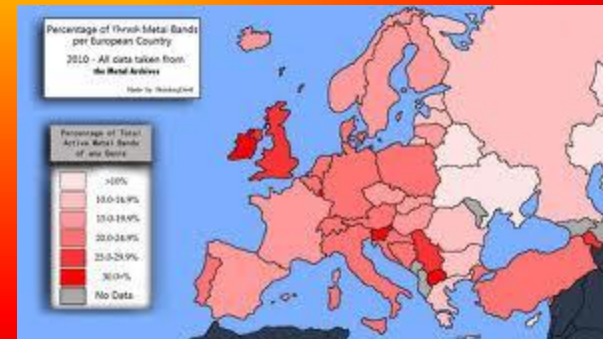 Percentage of Thrash Metal Bands
per European Country
2010 - All data taken from
the Metal Archives
Made by
Percentage of Total
Active Metal Bands
of any Genre
>10%
10.0-14.9%
15.0-19.9%
20.0-24.9%
25.0-29.9%
30.0+%
No Data